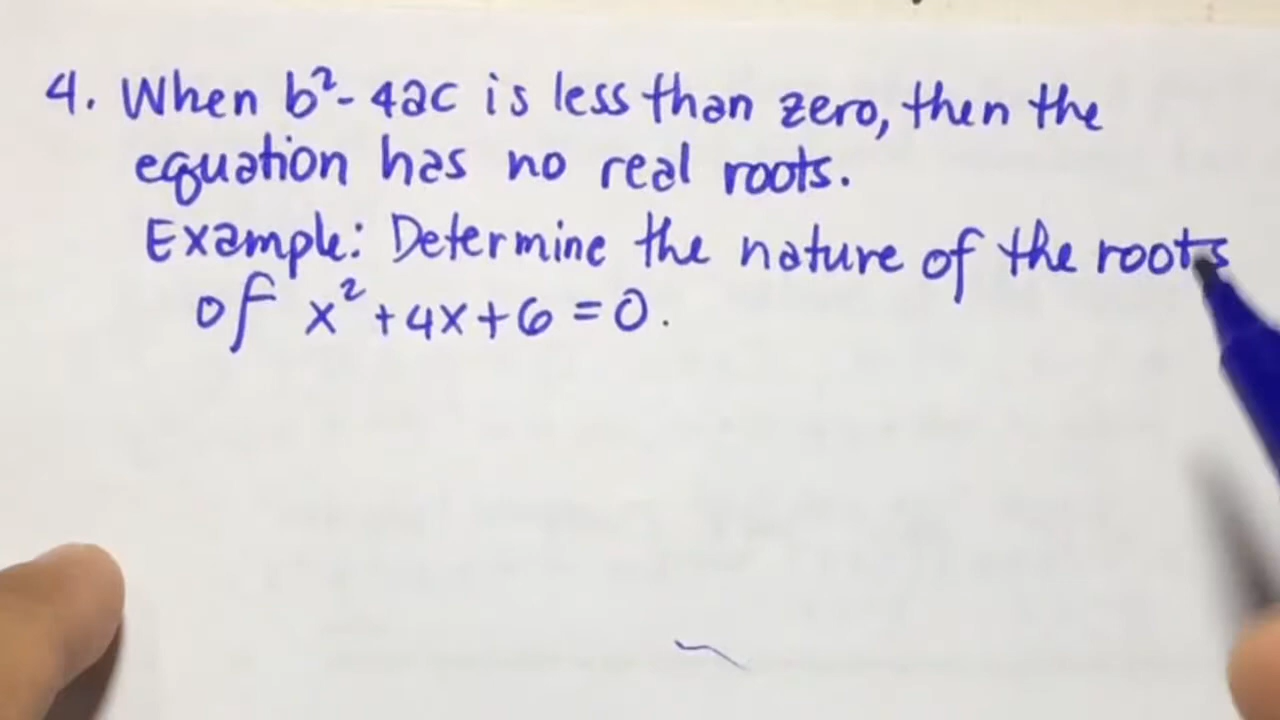 4. When b²-4ac is less than zero, then the
equation has no real roots.
Example: Determine the nature of the roots
of x²+4x+6=0.